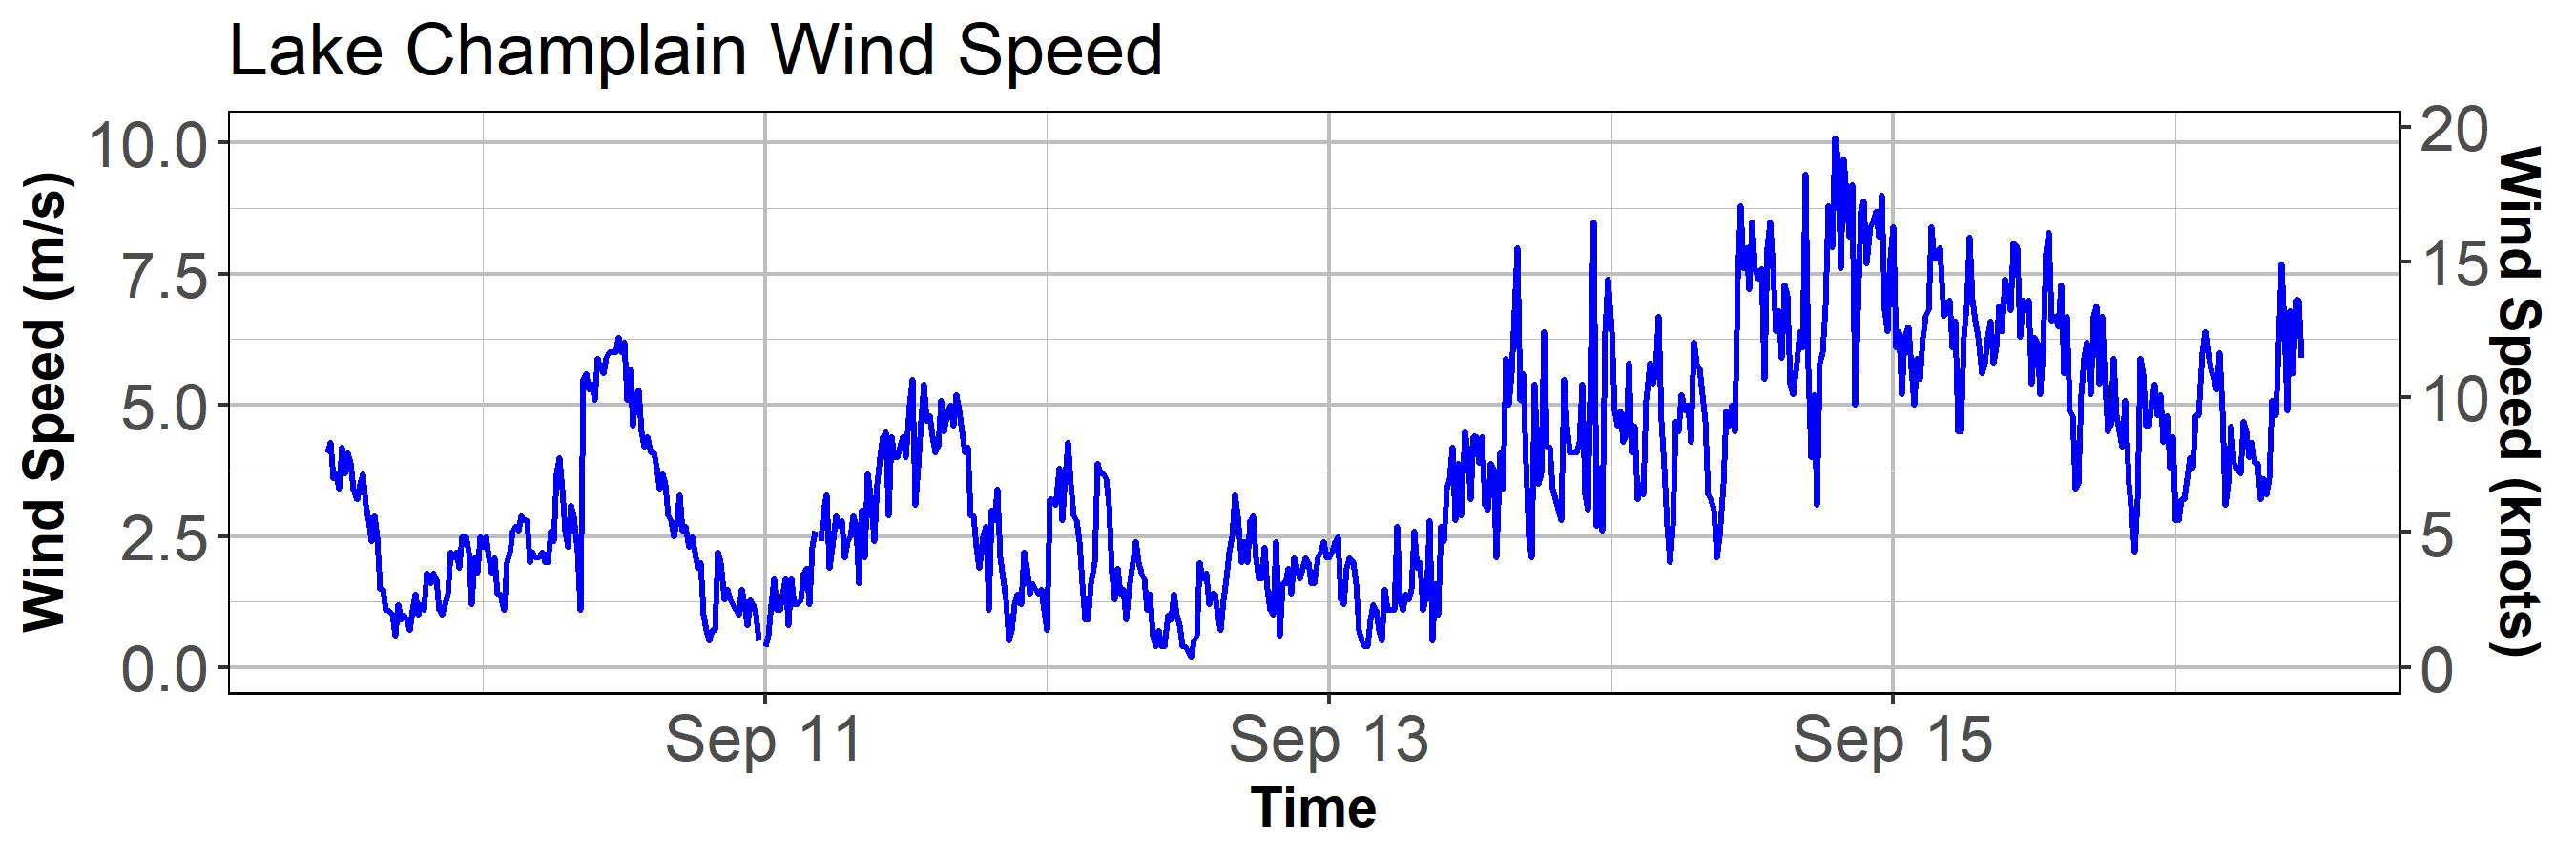 Lake Champlain Wind Speed
Wind Speed (m/s)
10.0
7.5
5.0
2.5
0.0
20
15
10
5
0
Wind Speed (knots)
Sep 11
Sep 13
Sep 15
Time